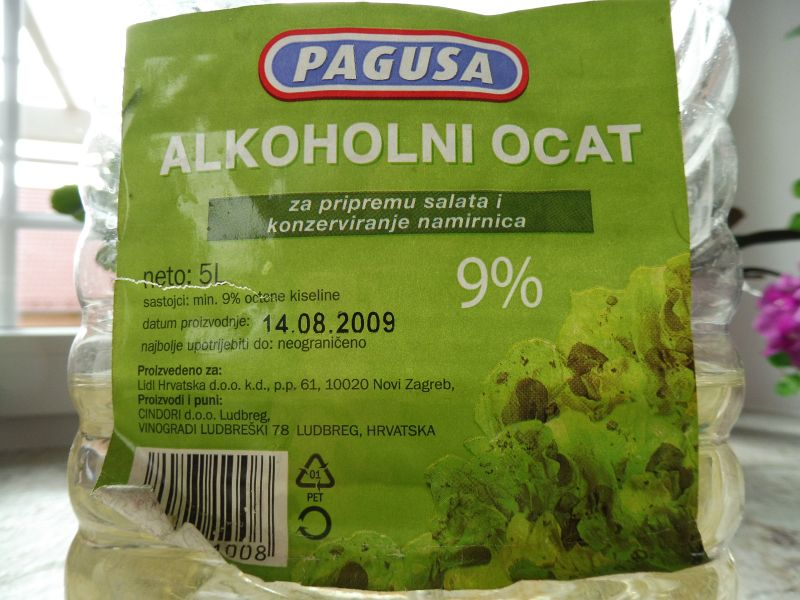 PAGUSA
ALKOHOLNI OCAT
za pripremu salata i
konzerviranje namirnica
9%
neto: 5L
sastojci: min. 9% octene kiseline
datum proizvodnje: 14.08.2009
najbolje upotrijebiti do: neograničeno
Proizvedeno za:
Lidl Hrvatska d.o.o. k.d., p.p. 61, 10020 Novi Zagreb,
Proizvodi i puni:
CINDORI d.o.o. Ludbreg,
VINOGRADI LUDBREŠKI 78 LUDBREG, HRVATSKA
01
PET